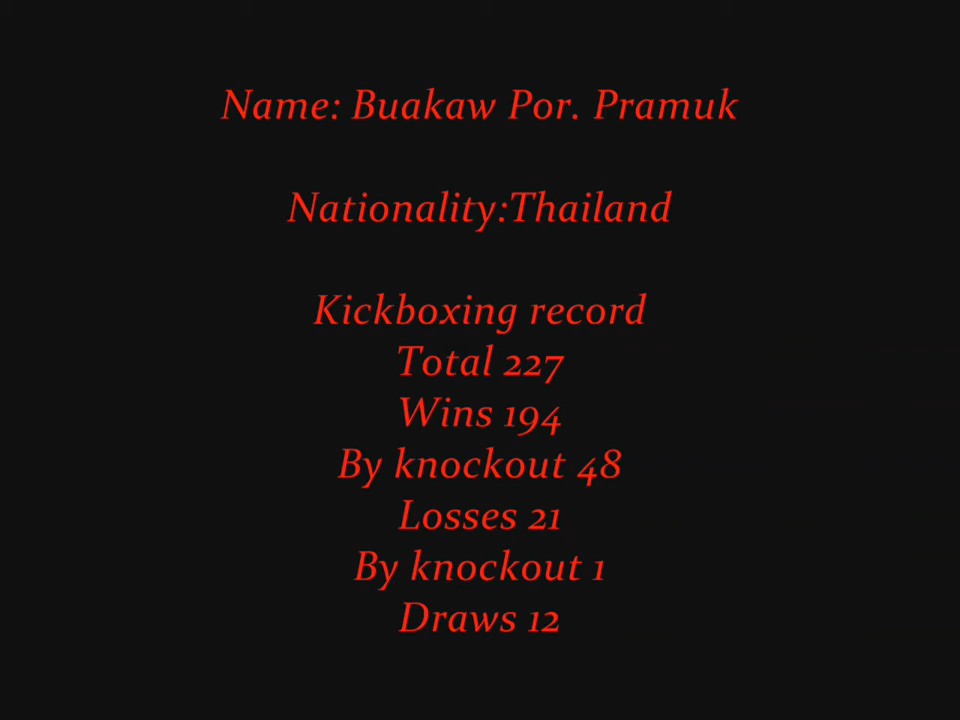 Name: Buakaw Por. Pramuk
Nationality:Thailand
Kickboxing record
Total 227
Wins 194
By knockout 48
Losses 21
By knockout 1
Draws 12